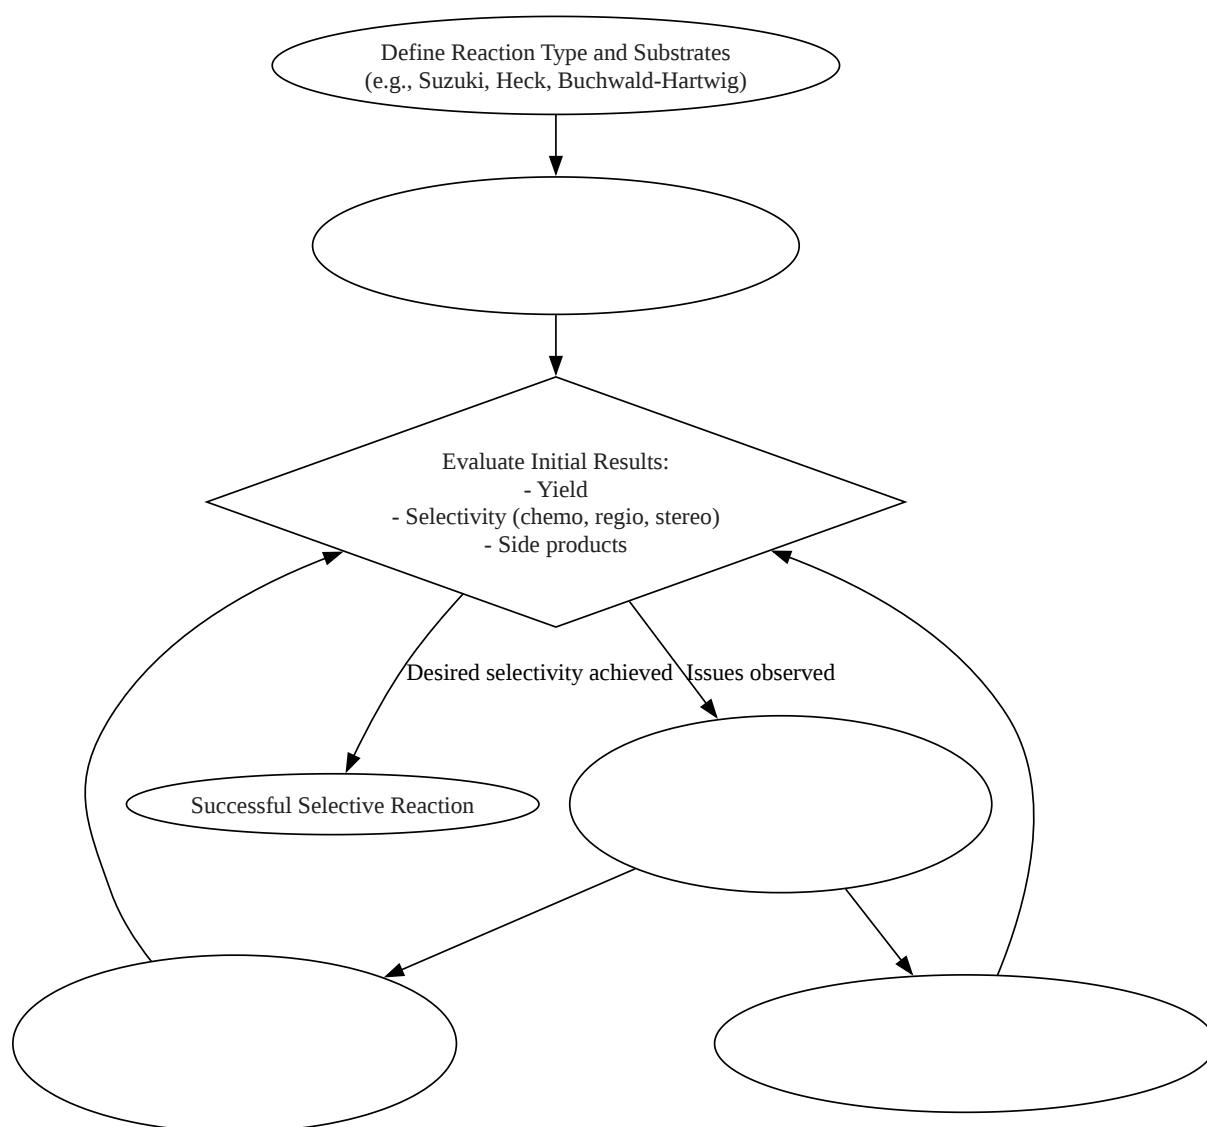 Define Reaction Type and Substrates
(e.g., Suzuki, Heck, Buchwald-Hartwig)
Evaluate Initial Results:
- Yield
- Selectivity (chemo, regio, stereo)
- Side products
Desired selectivity achieved
Issues observed
Successful Selective Reaction